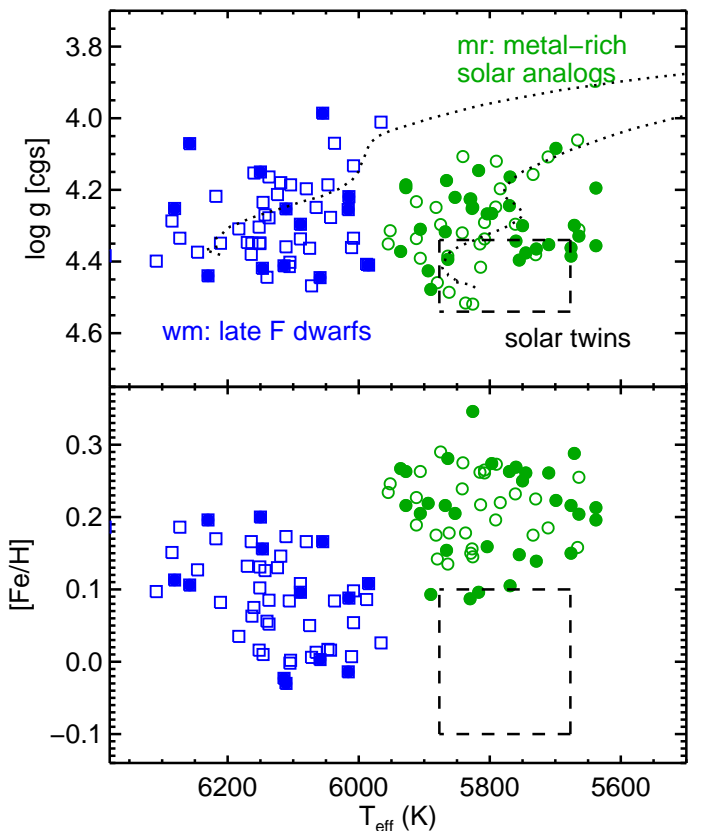 mr: metal−rich
solar analogs
3.8
4.0
4.2
4.4
4.6
log g [cgs]
wm: late F dwarfs
solar twins
0.3
0.2
0.1
0.0
−0.1
[Fe/H]
6200
6000
5800
5600
Teff (K)